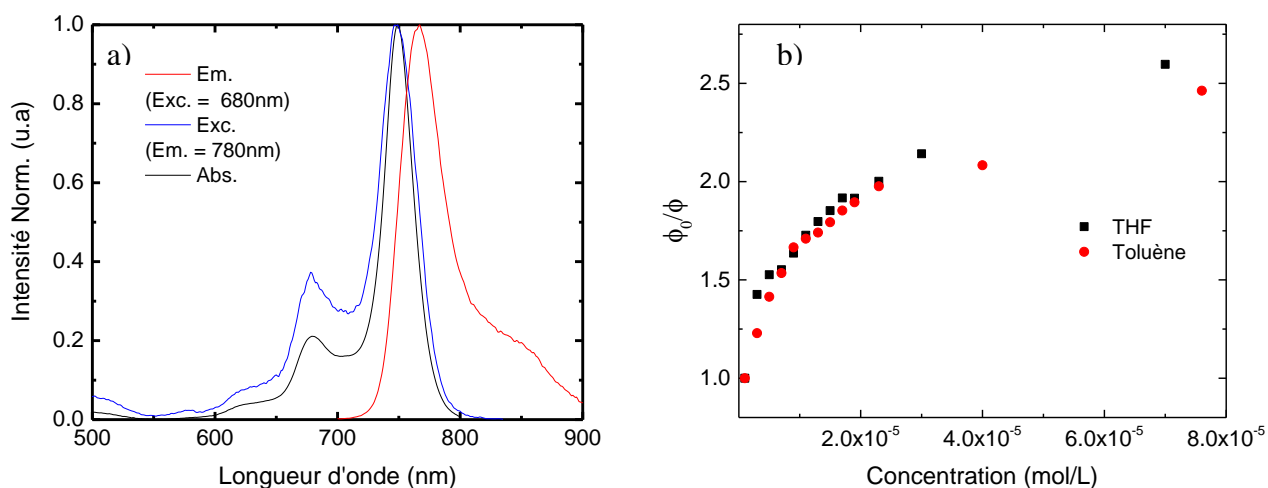 a)
Em.
(Exc. = 680nm)
Exc.
(Em. = 780nm)
Abs.
Intensité Norm. (u.a)
1.0
0.8
0.6
0.4
0.2
0.0
500
600
700
800
900
Longueur d'onde (nm)
b)
ϕ₀/ϕ
2.5
2.0
1.5
1.0
THF
Toluène
2.0x10⁻⁵
4.0x10⁻⁵
6.0x10⁻⁵
8.0x10⁻⁵
Concentration (mol/L)